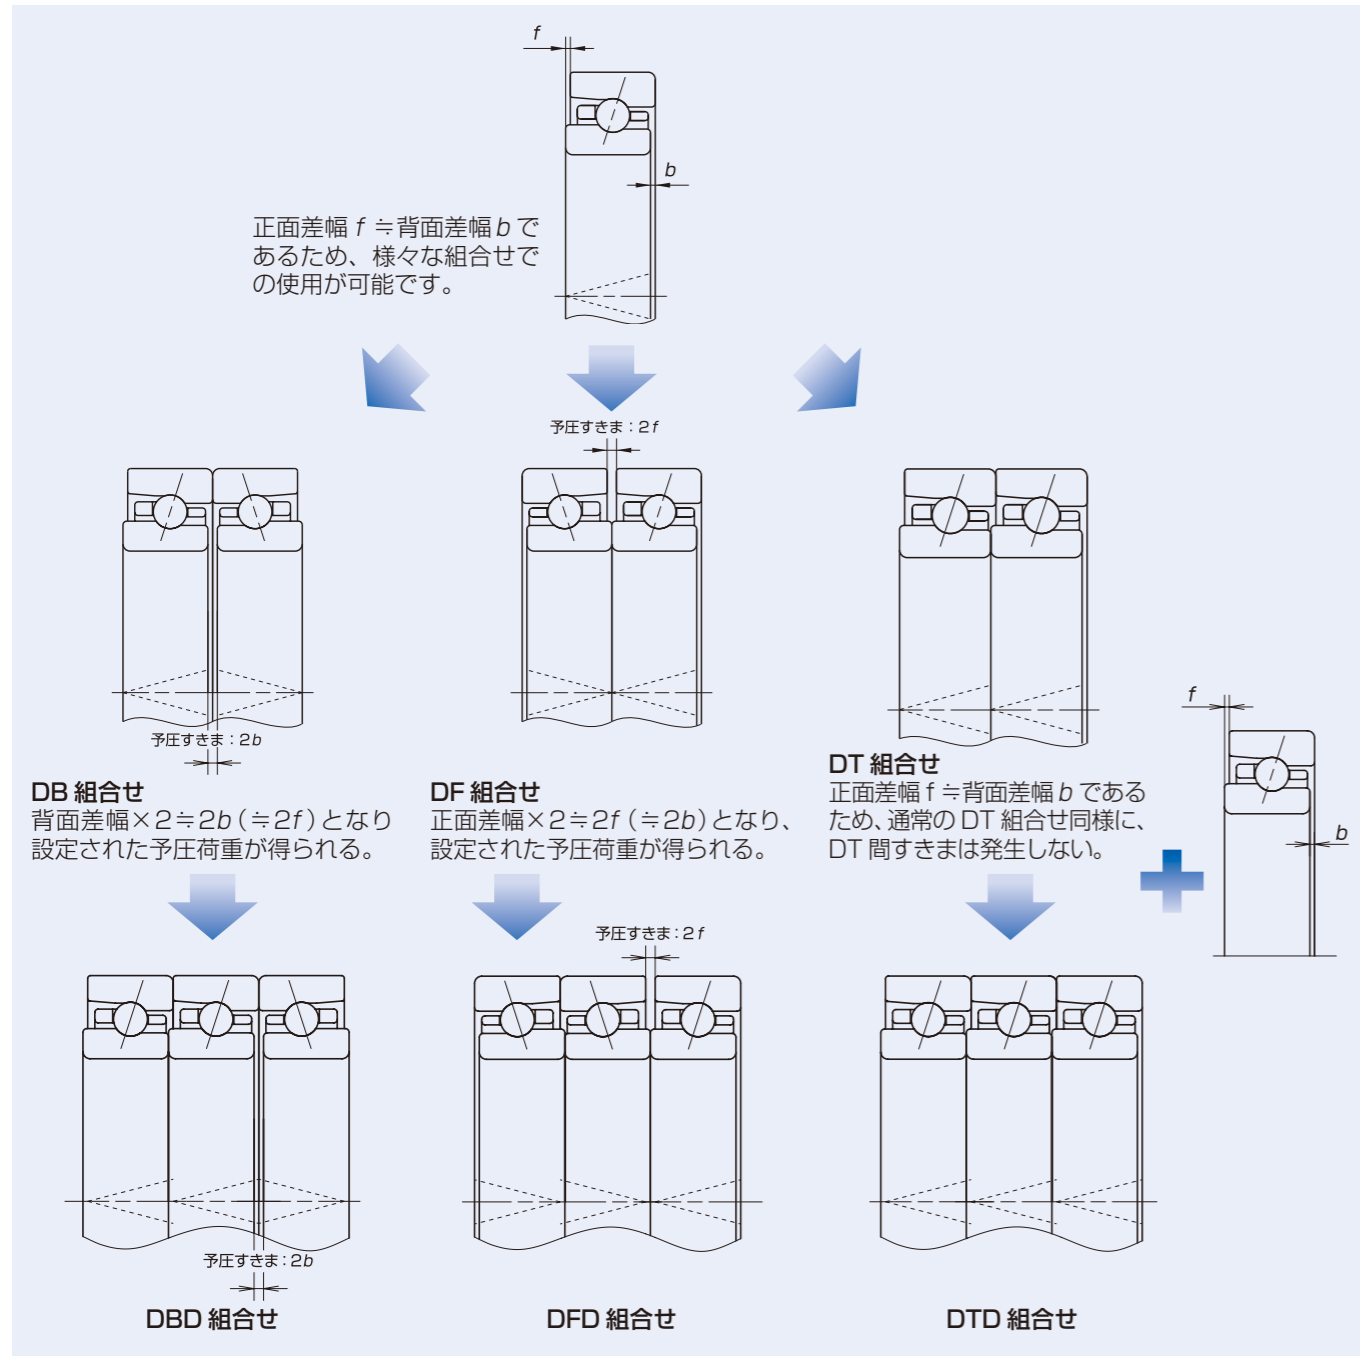 f
b
正面差幅 f ≒背面差幅 b で
あるため、様々な組合せで
の使用が可能です。
予圧すきま：2f
予圧すきま：2b
DB 組合せ
背面差幅×2≒2b（≒2f）となり
設定された予圧荷重が得られる。
DF 組合せ
正面差幅×2≒2f（≒2b）となり、
設定された予圧荷重が得られる。
DT 組合せ
正面差幅 f ≒背面差幅 b である
ため、通常の DT 組合せ同様に、
DT 間すきまは発生しない。
f
b
予圧すきま：2f
予圧すきま：2b
DBD 組合せ
DFD 組合せ
DTD 組合せ